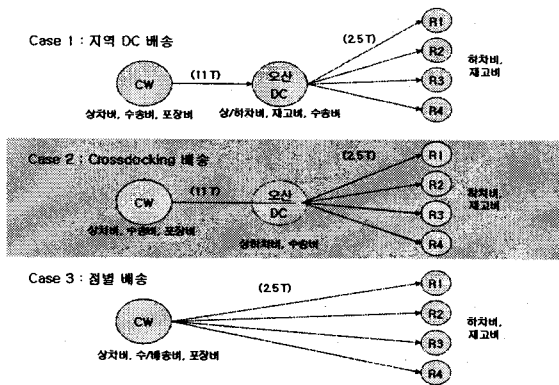 Case 1 : 지역 DC 배송
CW
(11 T)
오산
DC
(2.5 T)
R1
R2
R3
R4
하차비,
재고비
상차비, 수송비, 포장비
상/하차비, 재고비, 수송비
Case 2 : Crossdocking 배송
CW
(11 T)
오산
DC
(2.5 T)
R1
R2
R3
R4
하차비,
재고비
상차비, 수송비, 포장비
상하차비, 수송비
Case 3 : 점별 배송
CW
(2.5 T)
R1
R2
R3
R4
하차비,
재고비
상차비, 수/배송비, 포장비